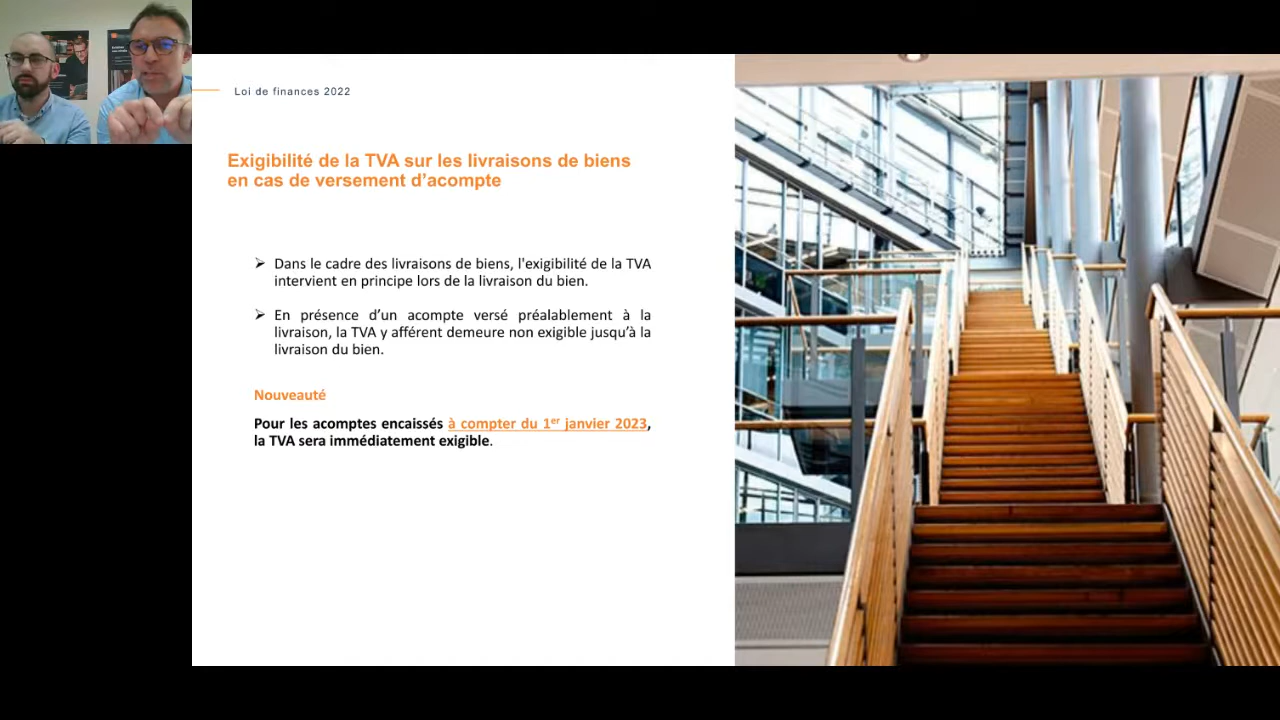 Loi de finances 2022
Exigibilité de la TVA sur les livraisons de biens
en cas de versement d’acompte
➢ Dans le cadre des livraisons de biens, l'exigibilité de la TVA
intervient en principe lors de la livraison du bien.
➢ En présence d’un acompte versé préalablement à la
livraison, la TVA y afférent demeure non exigible jusqu’à la
livraison du bien.
Nouveauté
Pour les acomptes encaissés à compter du 1er janvier 2023,
la TVA sera immédiatement exigible.